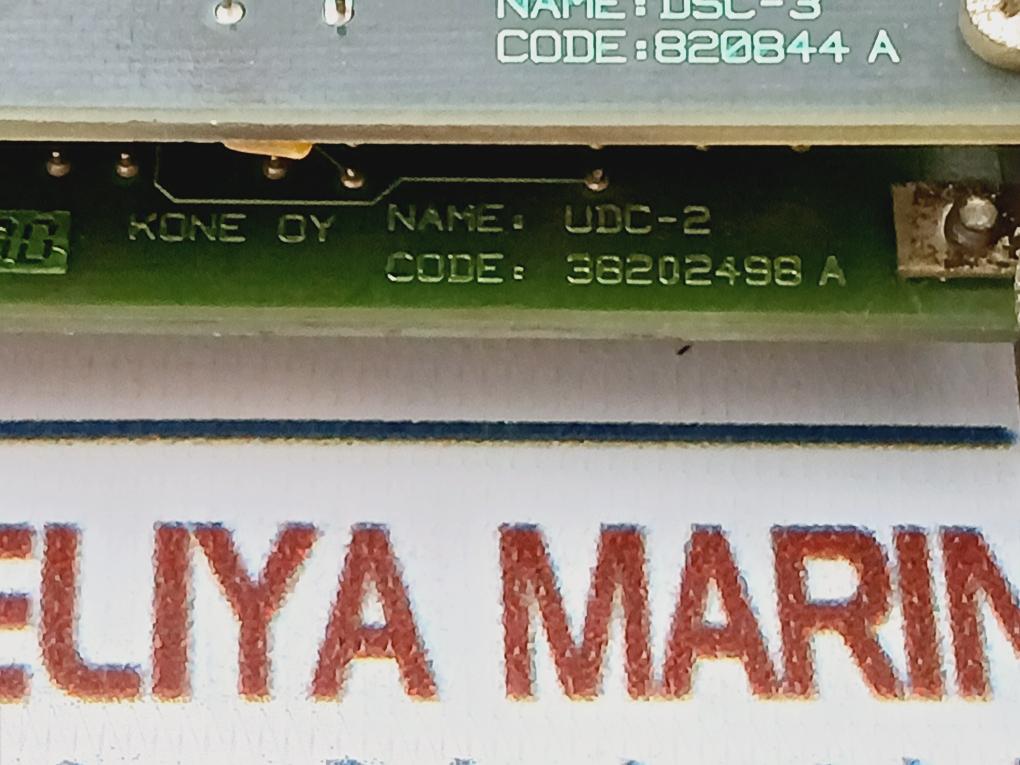 NAME:DSC-3
CODE:820844 A
KONE OY NAME: UDC-2
CODE: 38202498 A
ELIYA MARIN